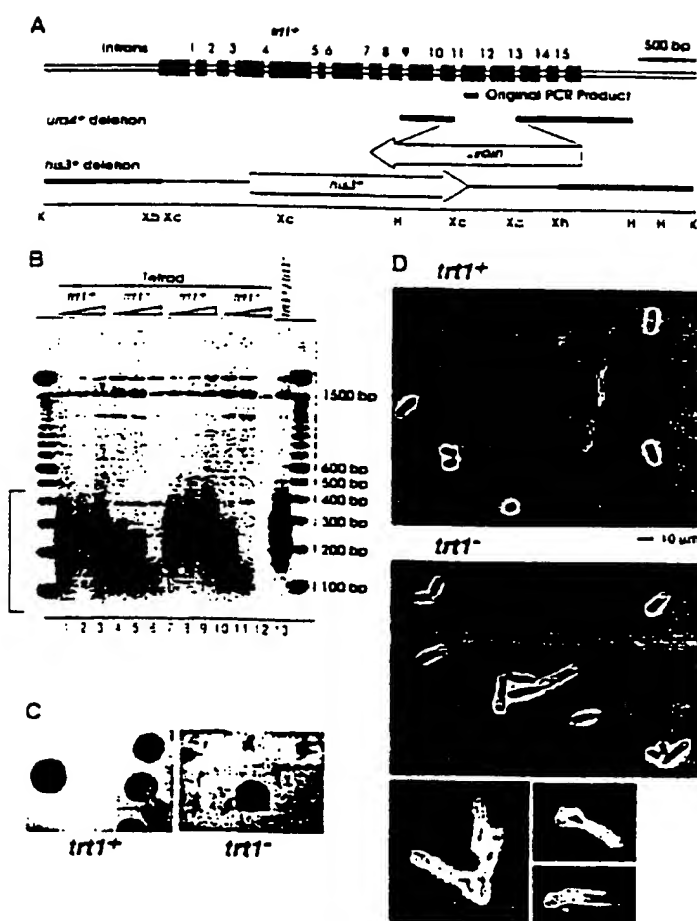 A
trt1+
Introns 1 2 3 4 5 6 7 8 9 10 11 12 13 14 15 500 bp
Original PCR Product
ura4+ deletion
his3+ deletion
his3+
K Xb Xc Xc H Xc Xh H H K
B
Tetrad
trt1+ trt1- trt1+ trt1-
1500 bp
600 bp
500 bp
400 bp
300 bp
200 bp
100 bp
1 2 3 4 5 6 7 8 9 10 11 12 13
C
trt1+ trt1-
D
trt1+
10 µm
trt1-